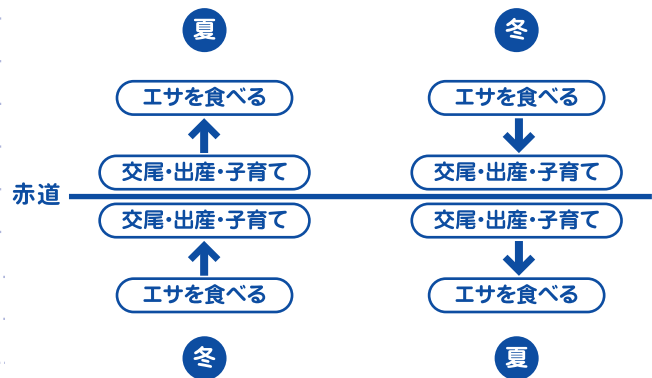 夏
冬
エサを食べる
エサを食べる
交尾・出産・子育て
交尾・出産・子育て
赤道
交尾・出産・子育て
交尾・出産・子育て
エサを食べる
エサを食べる
冬
夏